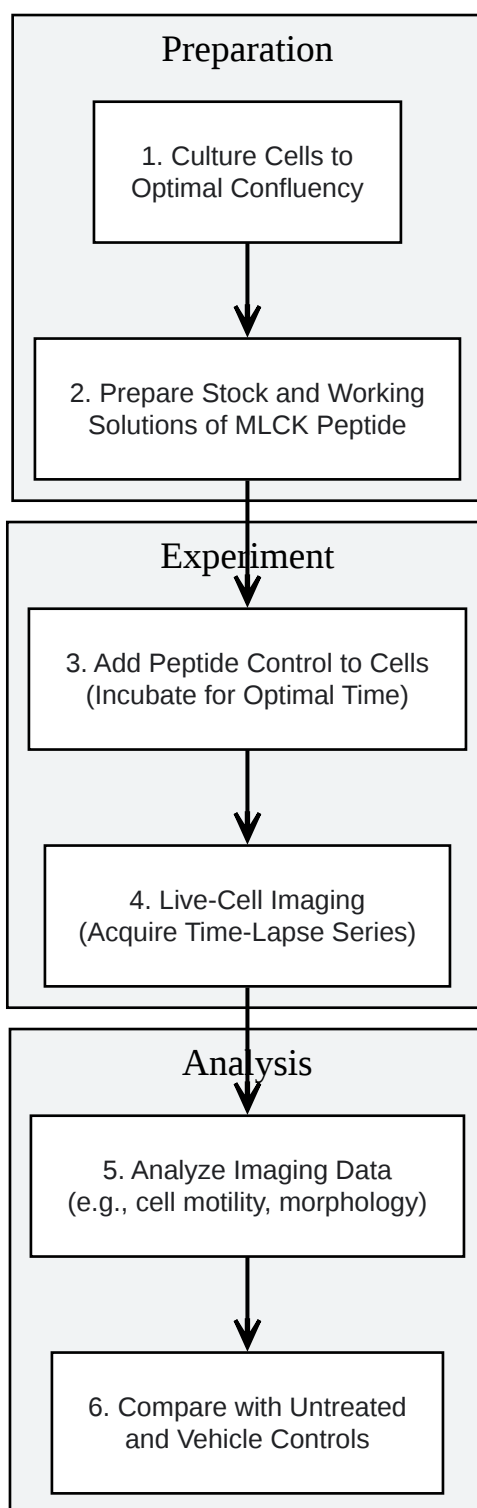 Preparation
1. Culture Cells to
Optimal Confluency
2. Prepare Stock and Working
Solutions of MLCK Peptide
Experiment
3. Add Peptide Control to Cells
(Incubate for Optimal Time)
4. Live-Cell Imaging
(Acquire Time-Lapse Series)
Analysis
5. Analyze Imaging Data
(e.g., cell motility, morphology)
6. Compare with Untreated
and Vehicle Controls